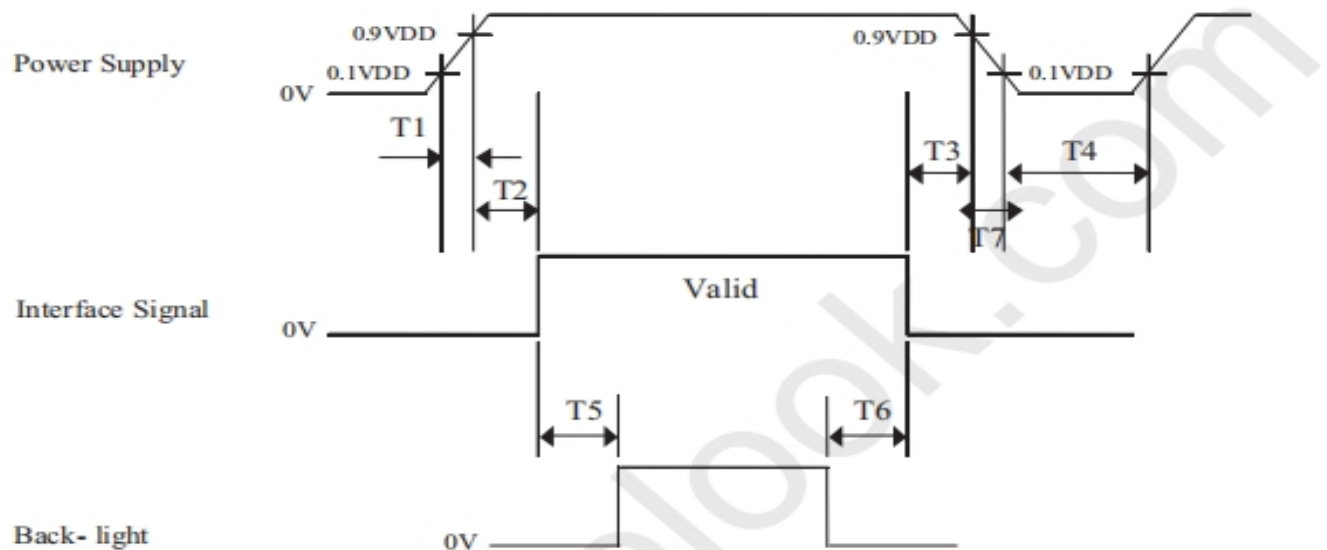 0.9VDD
0.9VDD
Power Supply
0.1VDD
0.1VDD
0V
T1
T3
T4
T2
T7
Valid
Interface Signal
0V
T5
T6
Back- light
0V